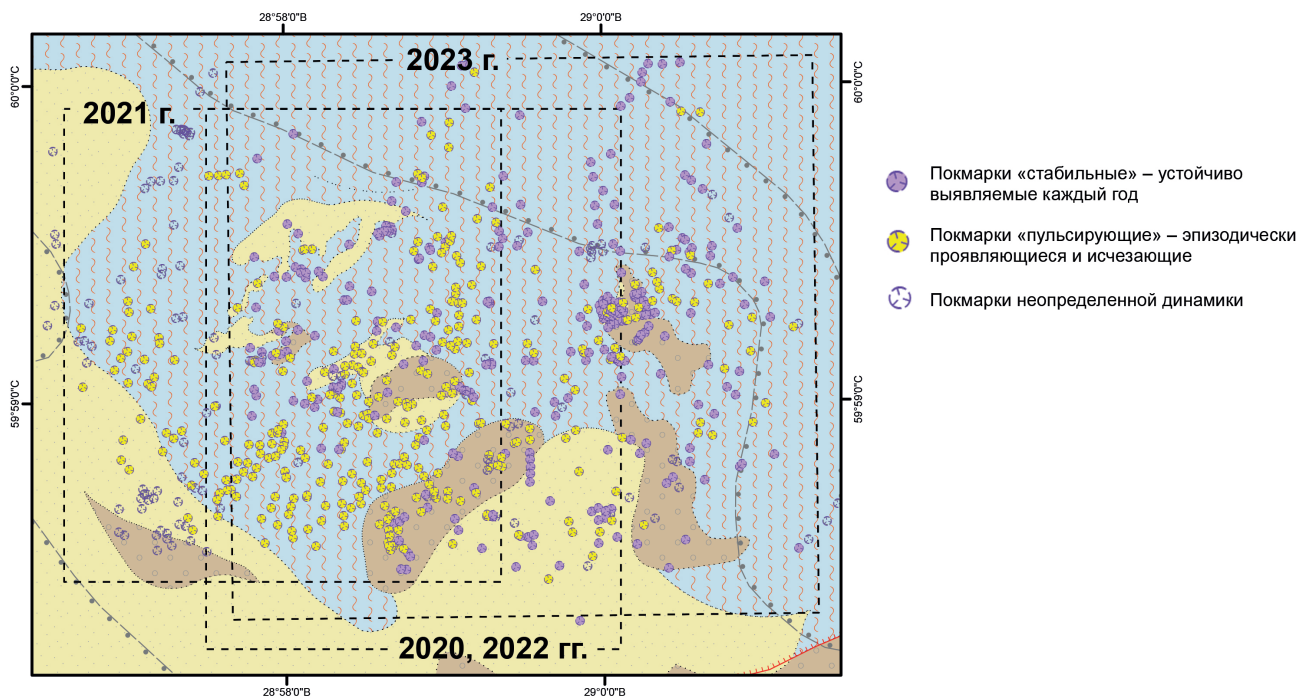 28°58'0"В
29°0'0"В
2023 г.
60°0'0"С
60°0'0"С
2021 г.
Покмарки «стабильные» – устойчиво
выявляемые каждый год
Покмарки «пульсирующие» – эпизодически
проявляющиеся и исчезающие
Покмарки неопределенной динамики
59°59'0"С
59°59'0"С
2020, 2022 гг.
28°58'0"В
29°0'0"В